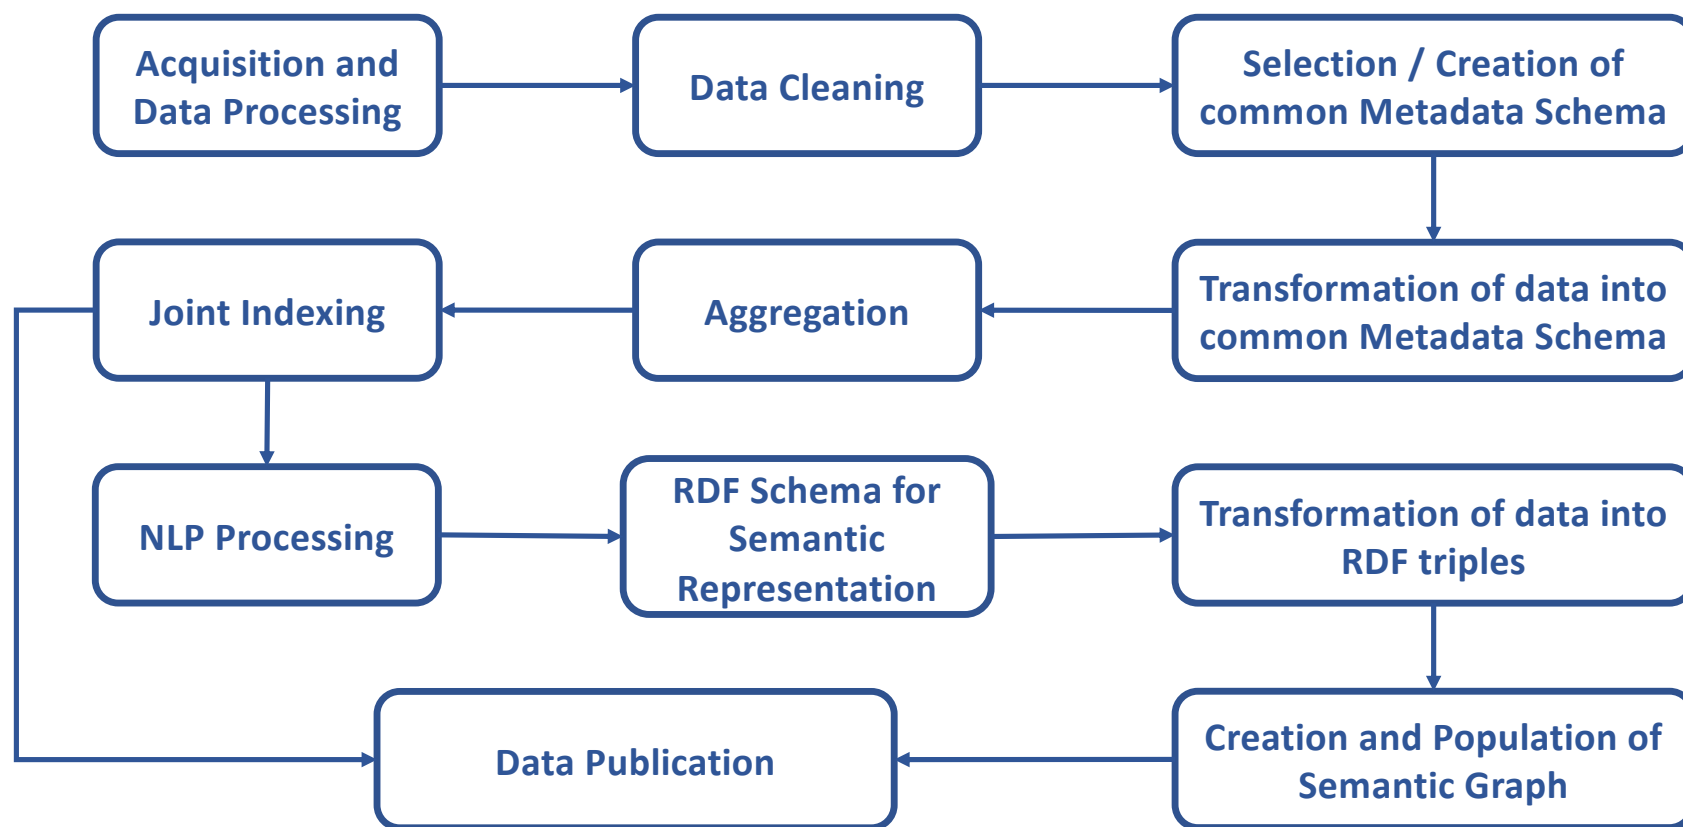 Acquisition and
Data Processing
Data Cleaning
Selection / Creation of
common Metadata Schema
Joint Indexing
Aggregation
Transformation of data into
common Metadata Schema
NLP Processing
RDF Schema for
Semantic
Representation
Transformation of data into
RDF triples
Data Publication
Creation and Population of
Semantic Graph